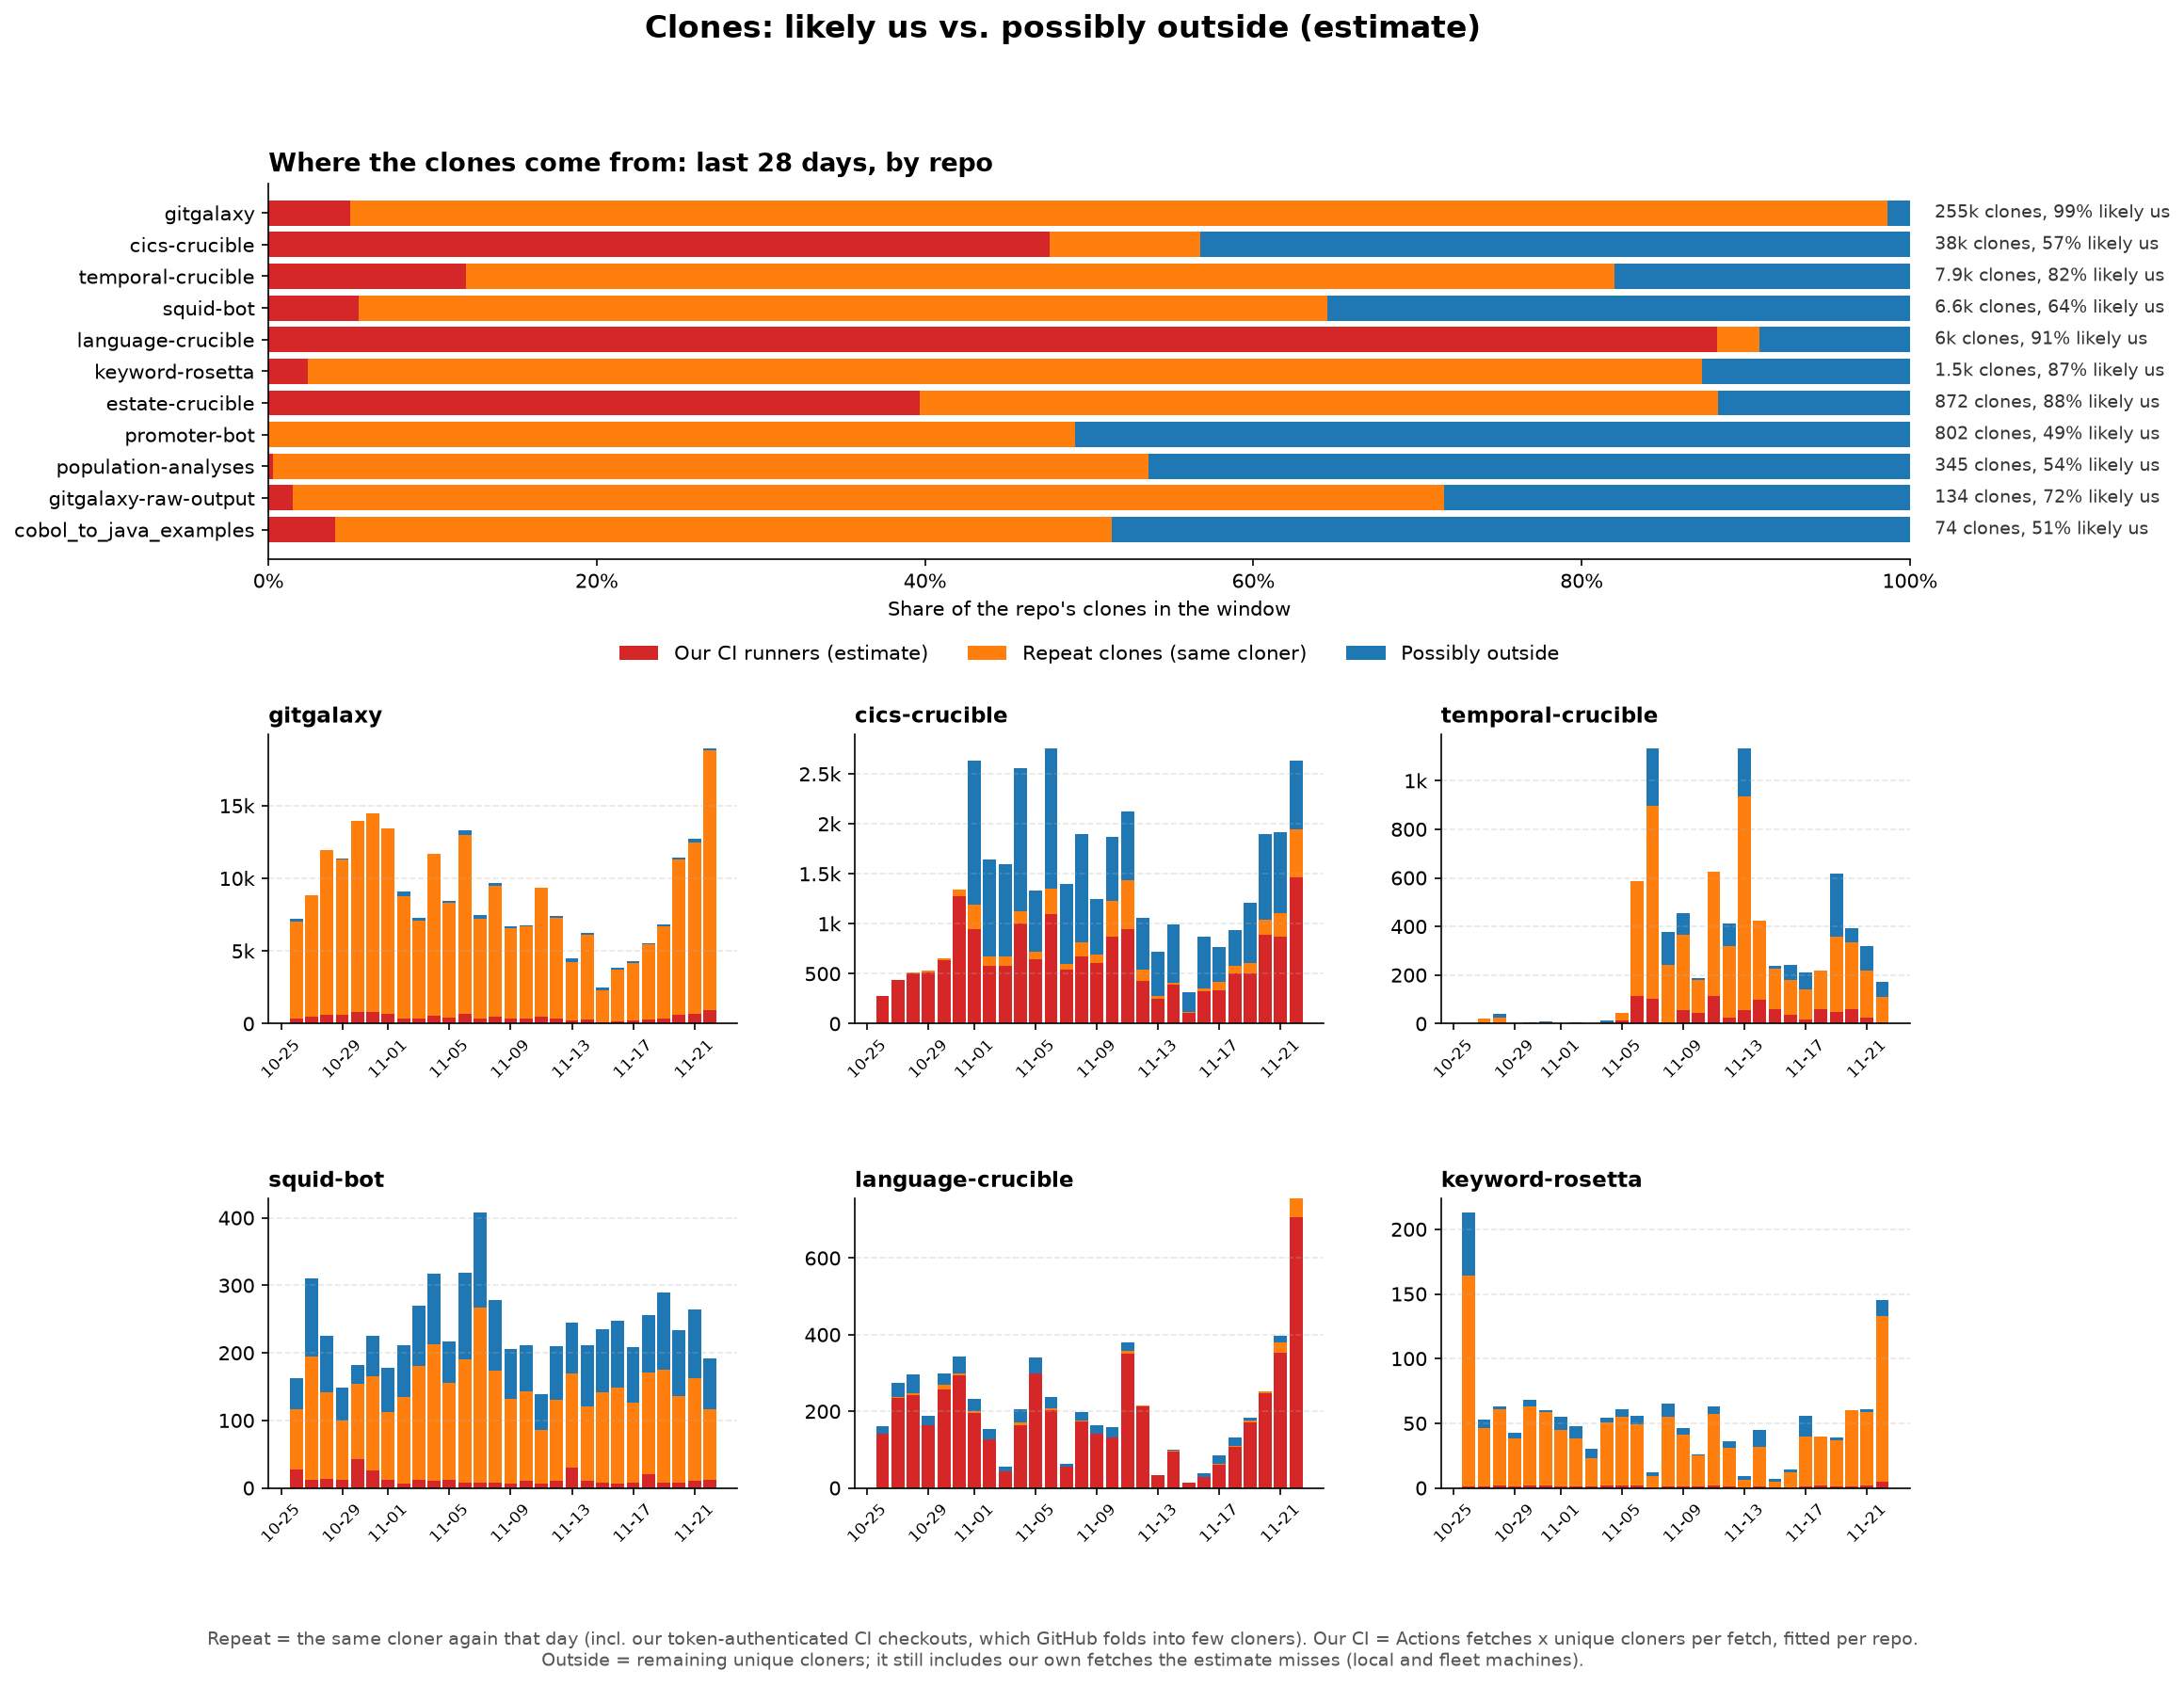 Clones: likely us vs. possibly outside (estimate)
Where the clones come from: last 28 days, by repo
gitgalaxy
255k clones, 99% likely us
cics-crucible
38k clones, 57% likely us
temporal-crucible
7.9k clones, 82% likely us
squid-bot
6.6k clones, 64% likely us
language-crucible
6k clones, 91% likely us
keyword-rosetta
1.5k clones, 87% likely us
estate-crucible
872 clones, 88% likely us
promoter-bot
802 clones, 49% likely us
population-analyses
345 clones, 54% likely us
gitgalaxy-raw-output
134 clones, 72% likely us
cobol_to_java_examples
74 clones, 51% likely us
0% 20% 40% 60% 80% 100%
Share of the repo's clones in the window
Our CI runners (estimate) Repeat clones (same cloner) Possibly outside
gitgalaxy
15k
10k
5k
0
10-25 10-29 11-01 11-05 11-09 11-13 11-17 11-21
cics-crucible
2.5k
2k
1.5k
1k
500
0
10-25 10-29 11-01 11-05 11-09 11-13 11-17 11-21
temporal-crucible
1k
800
600
400
200
0
10-25 10-29 11-01 11-05 11-09 11-13 11-17 11-21
squid-bot
400
300
200
100
0
10-25 10-29 11-01 11-05 11-09 11-13 11-17 11-21
language-crucible
600
400
200
0
10-25 10-29 11-01 11-05 11-09 11-13 11-17 11-21
keyword-rosetta
200
150
100
50
0
10-25 10-29 11-01 11-05 11-09 11-13 11-17 11-21
Repeat = the same cloner again that day (incl. our token-authenticated CI checkouts, which GitHub folds into few cloners). Our CI = Actions fetches x unique cloners per fetch, fitted per repo.
Outside = remaining unique cloners; it still includes our own fetches the estimate misses (local and fleet machines).